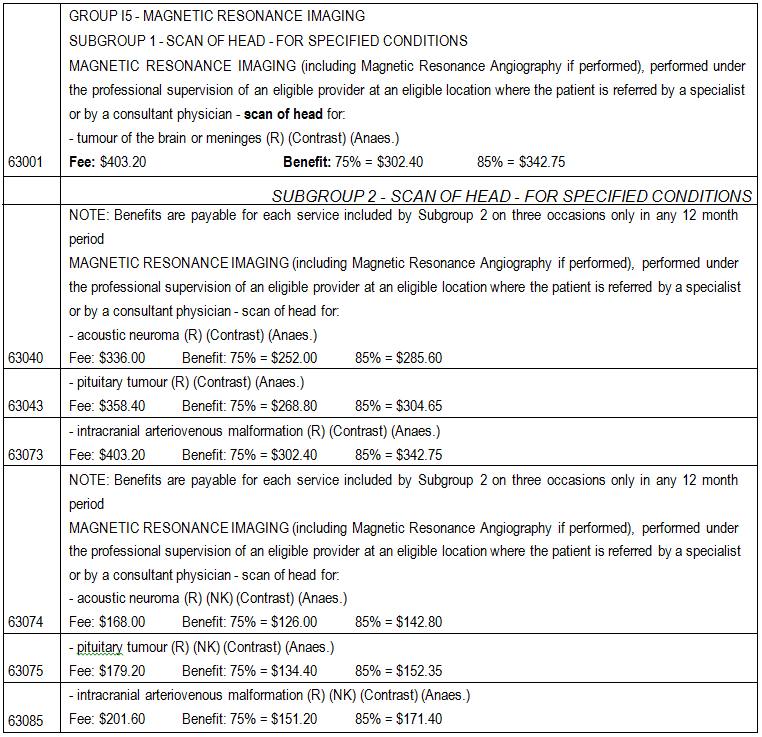 GROUP I5 - MAGNETIC RESONANCE IMAGING
SUBGROUP 1 - SCAN OF HEAD - FOR SPECIFIED CONDITIONS
MAGNETIC RESONANCE IMAGING (including Magnetic Resonance Angiography if performed), performed under
the professional supervision of an eligible provider at an eligible location where the patient is referred by a specialist
or by a consultant physician - scan of head for:
- tumour of the brain or meninges (R) (Contrast) (Anaes.)
63001 Fee: $403.20 Benefit: 75% = $302.40 85% = $342.75
SUBGROUP 2 - SCAN OF HEAD - FOR SPECIFIED CONDITIONS
NOTE: Benefits are payable for each service included by Subgroup 2 on three occasions only in any 12 month
period
MAGNETIC RESONANCE IMAGING (including Magnetic Resonance Angiography if performed), performed under
the professional supervision of an eligible provider at an eligible location where the patient is referred by a specialist
or by a consultant physician - scan of head for:
- acoustic neuroma (R) (Contrast) (Anaes.)
63040 Fee: $336.00 Benefit: 75% = $252.00 85% = $285.60
- pituitary tumour (R) (Contrast) (Anaes.)
63043 Fee: $358.40 Benefit: 75% = $268.80 85% = $304.65
- intracranial arteriovenous malformation (R) (Contrast) (Anaes.)
63073 Fee: $403.20 Benefit: 75% = $302.40 85% = $342.75
NOTE: Benefits are payable for each service included by Subgroup 2 on three occasions only in any 12 month
period
MAGNETIC RESONANCE IMAGING (including Magnetic Resonance Angiography if performed), performed under
the professional supervision of an eligible provider at an eligible location where the patient is referred by a specialist
or by a consultant physician - scan of head for:
- acoustic neuroma (R) (NK) (Contrast) (Anaes.)
63074 Fee: $168.00 Benefit: 75% = $126.00 85% = $142.80
- pituitary tumour (R) (NK) (Contrast) (Anaes.)
63075 Fee: $179.20 Benefit: 75% = $134.40 85% = $152.35
- intracranial arteriovenous malformation (R) (NK) (Contrast) (Anaes.)
63085 Fee: $201.60 Benefit: 75% = $151.20 85% = $171.40